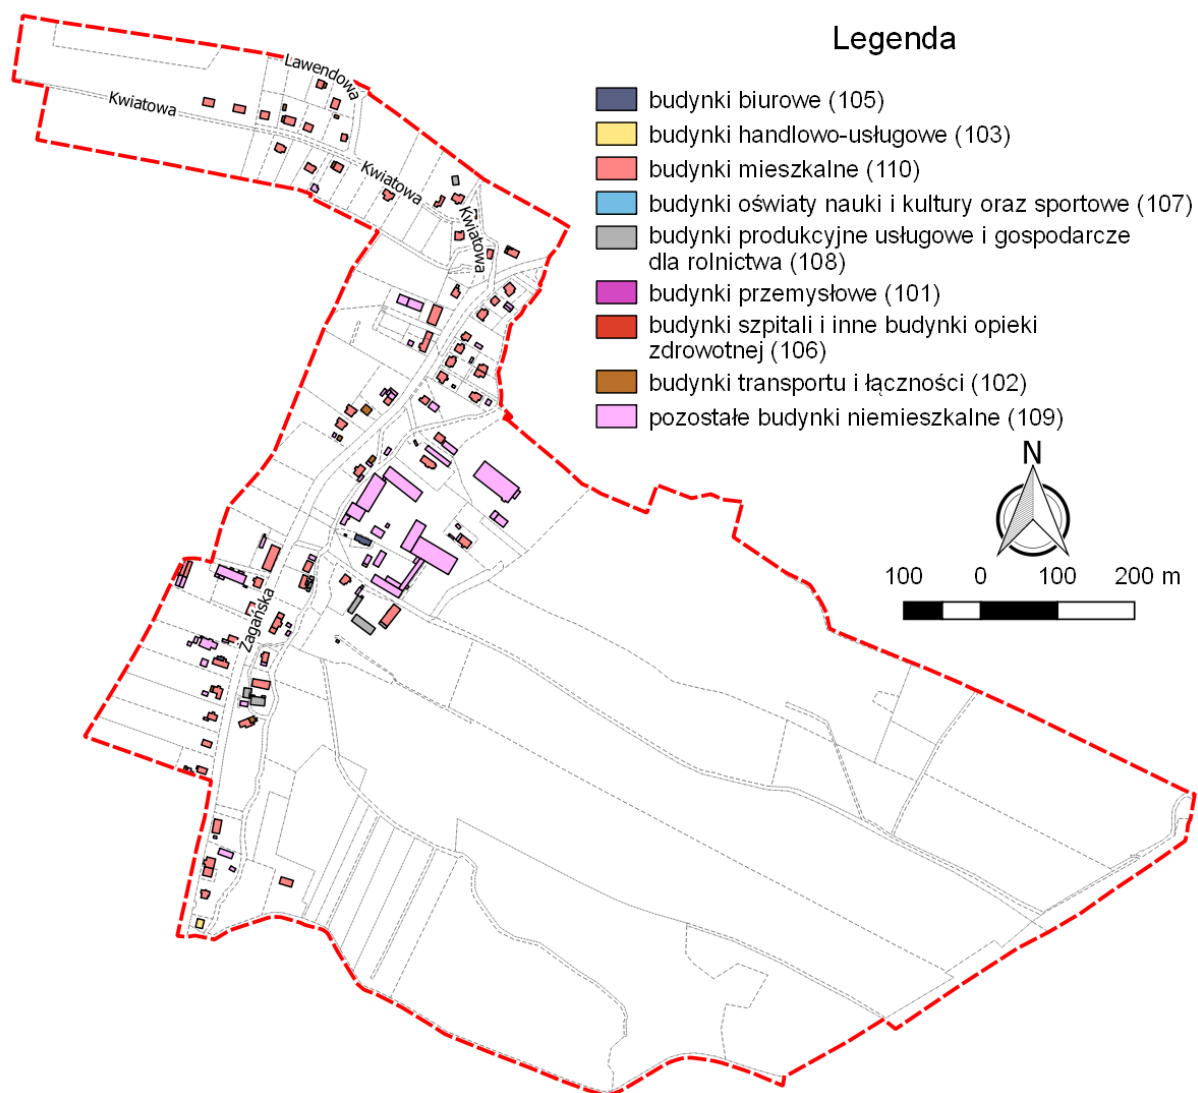 Legenda
budynki biurowe (105)
budynki handlowo-usługowe (103)
budynki mieszkalne (110)
budynki oświaty nauki i kultury oraz sportowe (107)
budynki produkcyjne usługowe i gospodarcze
dla rolnictwa (108)
budynki przemysłowe (101)
budynki szpitali i inne budynki opieki
zdrowotnej (106)
budynki transportu i łączności (102)
pozostałe budynki niemieszkalne (109)
N
100 0 100 200 m
Lawendowa
Kwiatowa
Kwiatowa
Kwiatowa
Żagańska